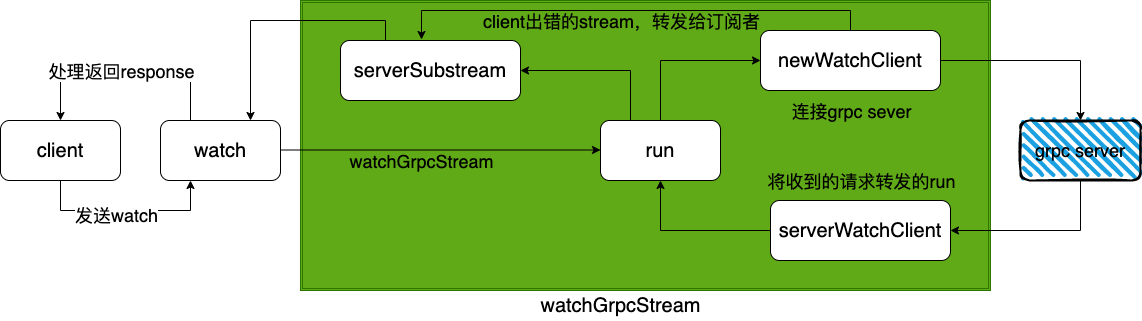 client出错的stream，转发给订阅者
serverSubstream
newWatchClient
处理返回response
连接grpc sever
client
watch
watchGrpcStream
run
grpc server
将收到的请求转发的run
发送watch
serverWatchClient
watchGrpcStream